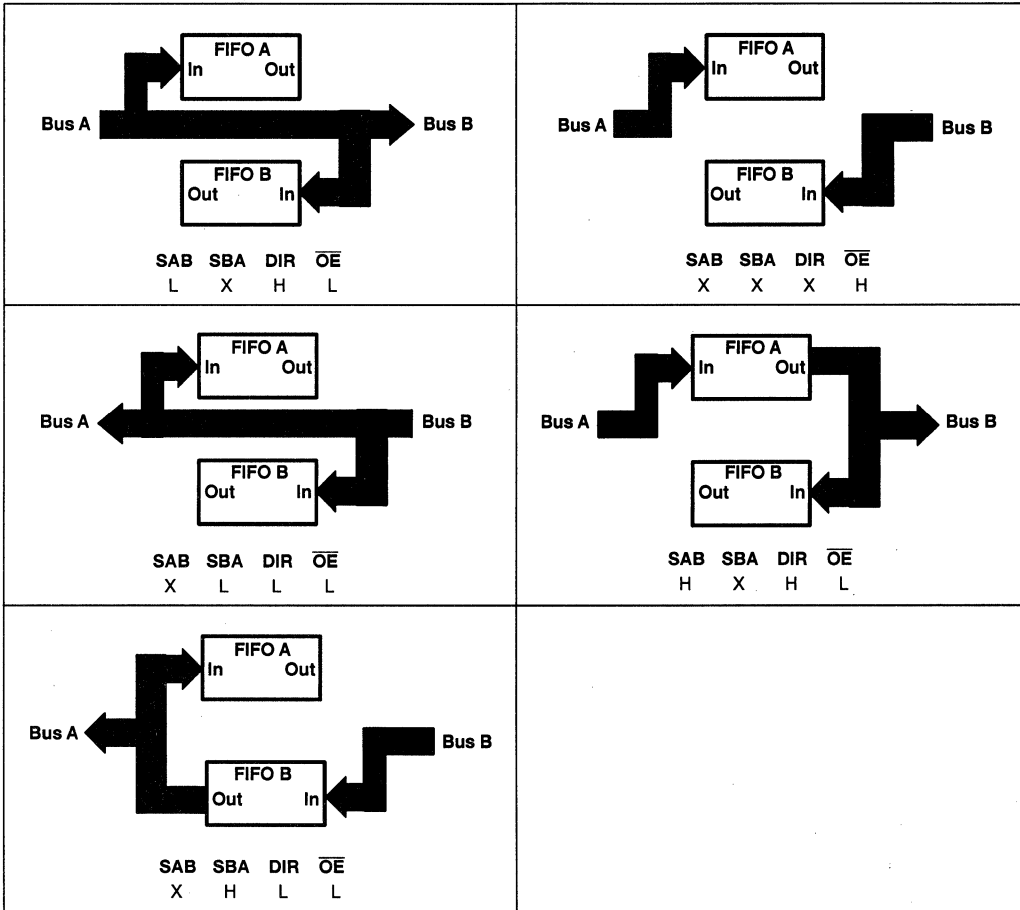 FIFO A
In Out
Bus A Bus B
FIFO B
Out In
SAB SBA DIR OE
L X H L
FIFO A
In Out
Bus A Bus B
FIFO B
Out In
SAB SBA DIR OE
X X X H
FIFO A
In Out
Bus A Bus B
FIFO B
Out In
SAB SBA DIR OE
X L L L
FIFO A
In Out
Bus A Bus B
FIFO B
Out In
SAB SBA DIR OE
H X H L
FIFO A
In Out
Bus A Bus B
FIFO B
Out In
SAB SBA DIR OE
X H L L